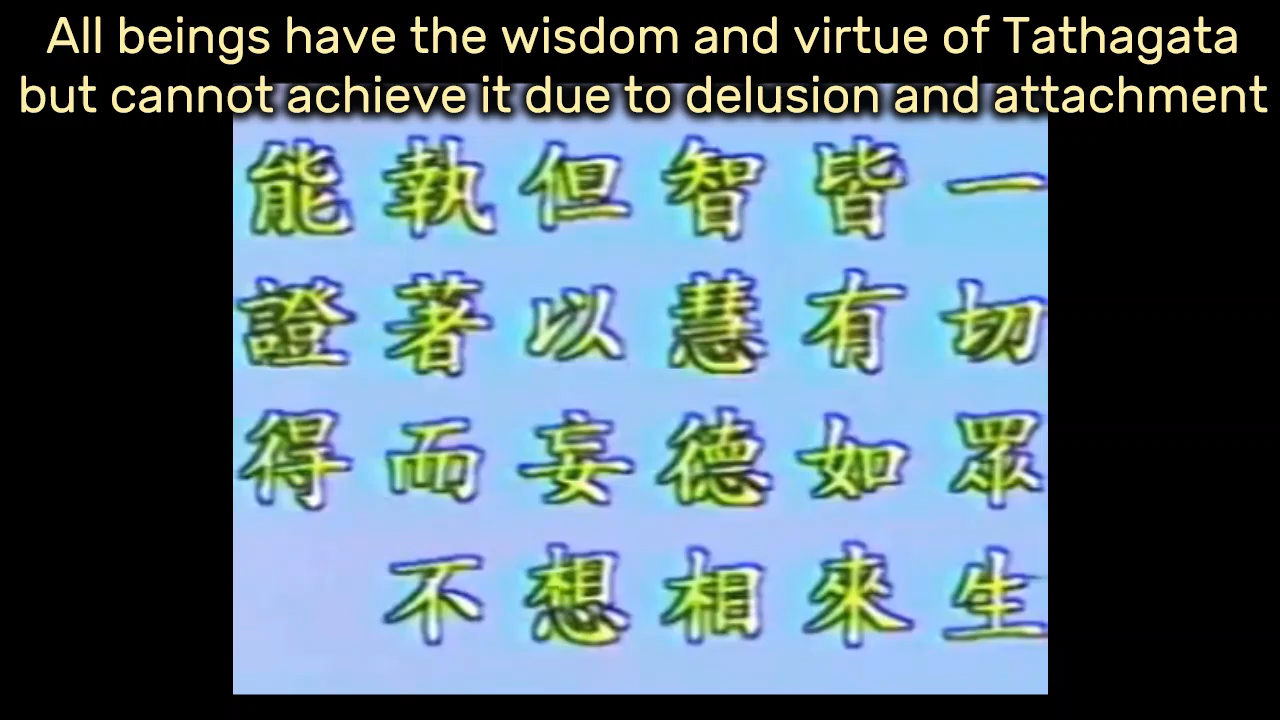 All beings have the wisdom and virtue of Tathagata
but cannot achieve it due to delusion and attachment
一切眾生
皆有如來
智慧德相
但以妄想
執著而不
能證得